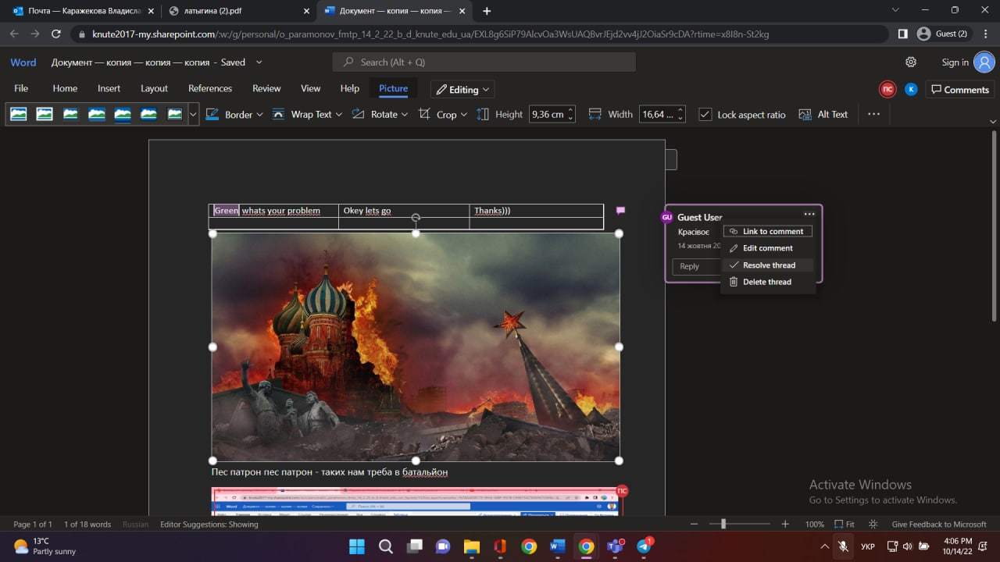 Почта — Каражекова Владисла
латыгина (2).pdf
Документ — копия — копия —
knute2017-my.sharepoint.com/:w:/g/personal/o_paramonov_fmtp_14_2_22_b_d_knute_edu_ua/EXL8g6SiP79AlcvOa3WsUAQBvrJEjd2vv4jJ2OiaSr9cDA?rtime=x8I8n-St2kg
Guest (2)
Word Документ — копия — копия — копия - Saved
Search (Alt + Q)
Sign in
File Home Insert Layout References Review View Help Picture Editing
ПС K Comments
Border Wrap Text Rotate Crop Height 9,36 cm Width 16,64 ... Lock aspect ratio Alt Text
Green whats your problem Okey lets go Thanks)))
GU Guest User
Красівоє
14 жовтня 20
Reply
Link to comment
Edit comment
Resolve thread
Delete thread
Пес патрон пес патрон - таких нам треба в батальйон
ПС
Word
Activate Windows
Go to Settings to activate Windows.
Page 1 of 1 1 of 18 words Russian Editor Suggestions: Showing 100% Fit Give Feedback to Microsoft
13°C
Partly sunny
1
УКР
4:06 PM
10/14/22